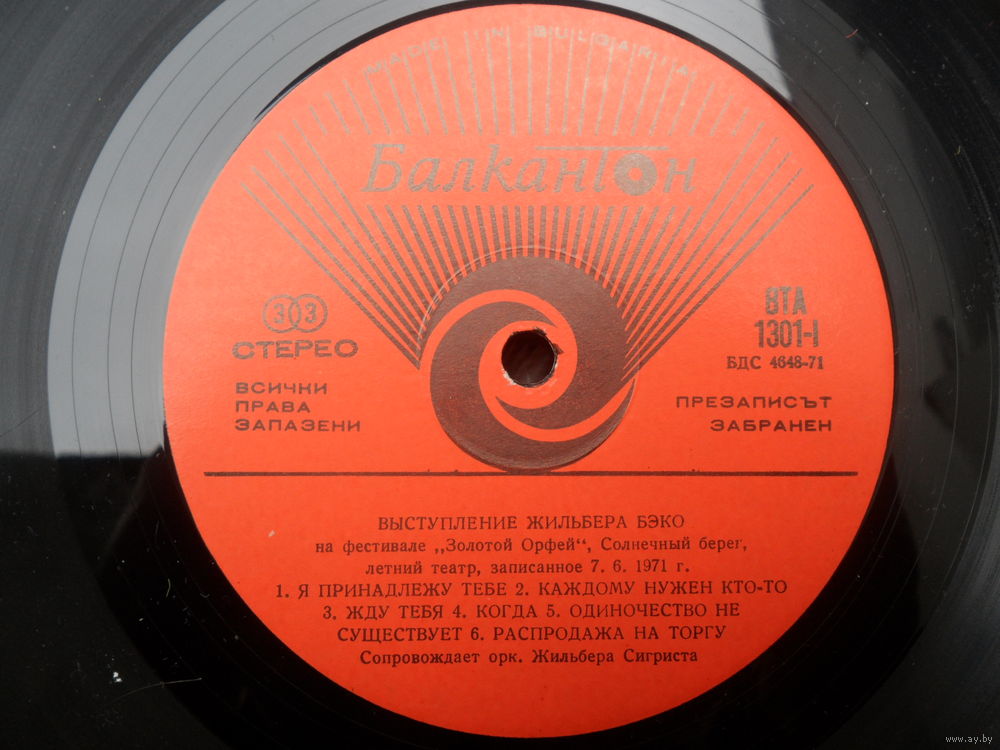 MADE IN BULGARIA
Балкантон
33
СТЕРЕО
ВСИЧКИ
ПРАВА
ЗАПАЗЕНИ
ВТА
1301-I
БДС 4648-71
ПРЕЗАПИСЪТ
ЗАБРАНЕН
ВЫСТУПЛЕНИЕ ЖИЛЬБЕРА БЭКО
на фестивале „Золотой Орфей“, Солнечный берег,
летний театр, записанное 7. 6. 1971 г.
1. Я ПРИНАДЛЕЖУ ТЕБЕ 2. КАЖДОМУ НУЖЕН КТО-ТО
3. ЖДУ ТЕБЯ 4. КОГДА 5. ОДИНОЧЕСТВО НЕ
СУЩЕСТВУЕТ 6. РАСПРОДАЖА НА ТОРГУ
Сопровождает орк. Жильбера Сигриста
www.ay.by